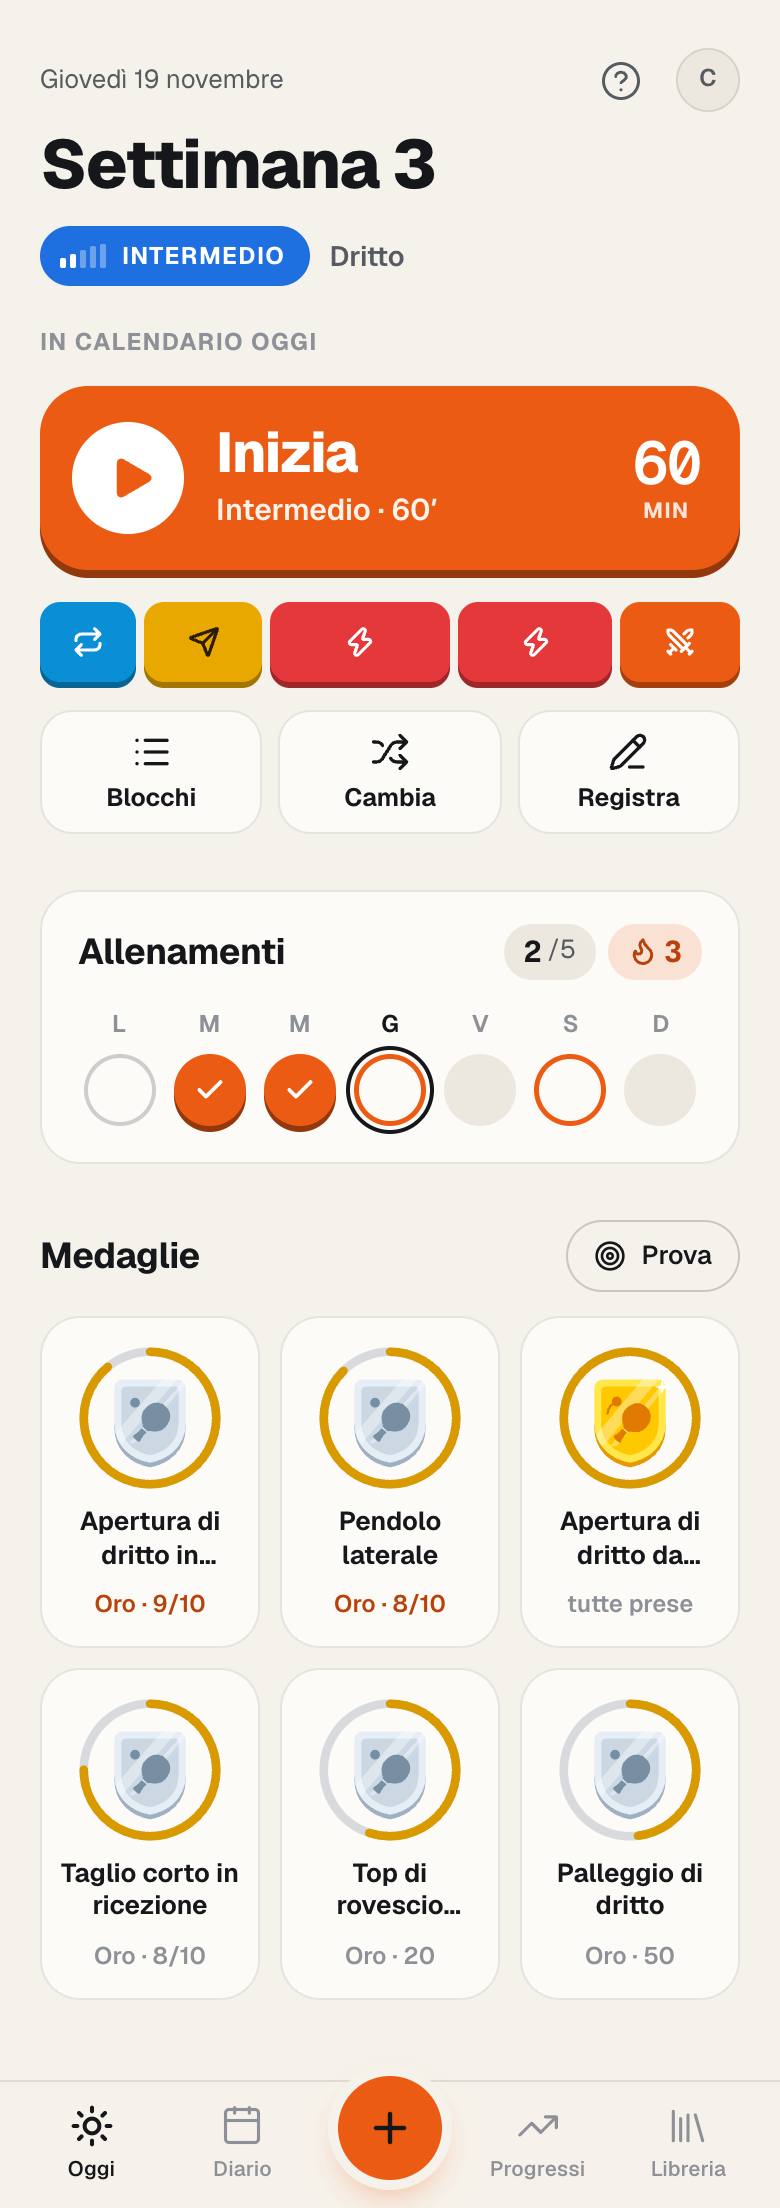 Giovedì 19 novembre
C
Settimana 3
INTERMEDIO
Dritto
IN CALENDARIO OGGI
Inizia
Intermedio · 60′
60
MIN
Blocchi
Cambia
Registra
Allenamenti
2 /5
3
L M M G V S D
Medaglie
Prova
Apertura di
dritto in...
Oro · 9/10
Pendolo
laterale
Oro · 8/10
Apertura di
dritto da...
tutte prese
Taglio corto in
ricezione
Oro · 8/10
Top di
rovescio...
Oro · 20
Palleggio di
dritto
Oro · 50
Oggi
Diario
Progressi
Libreria